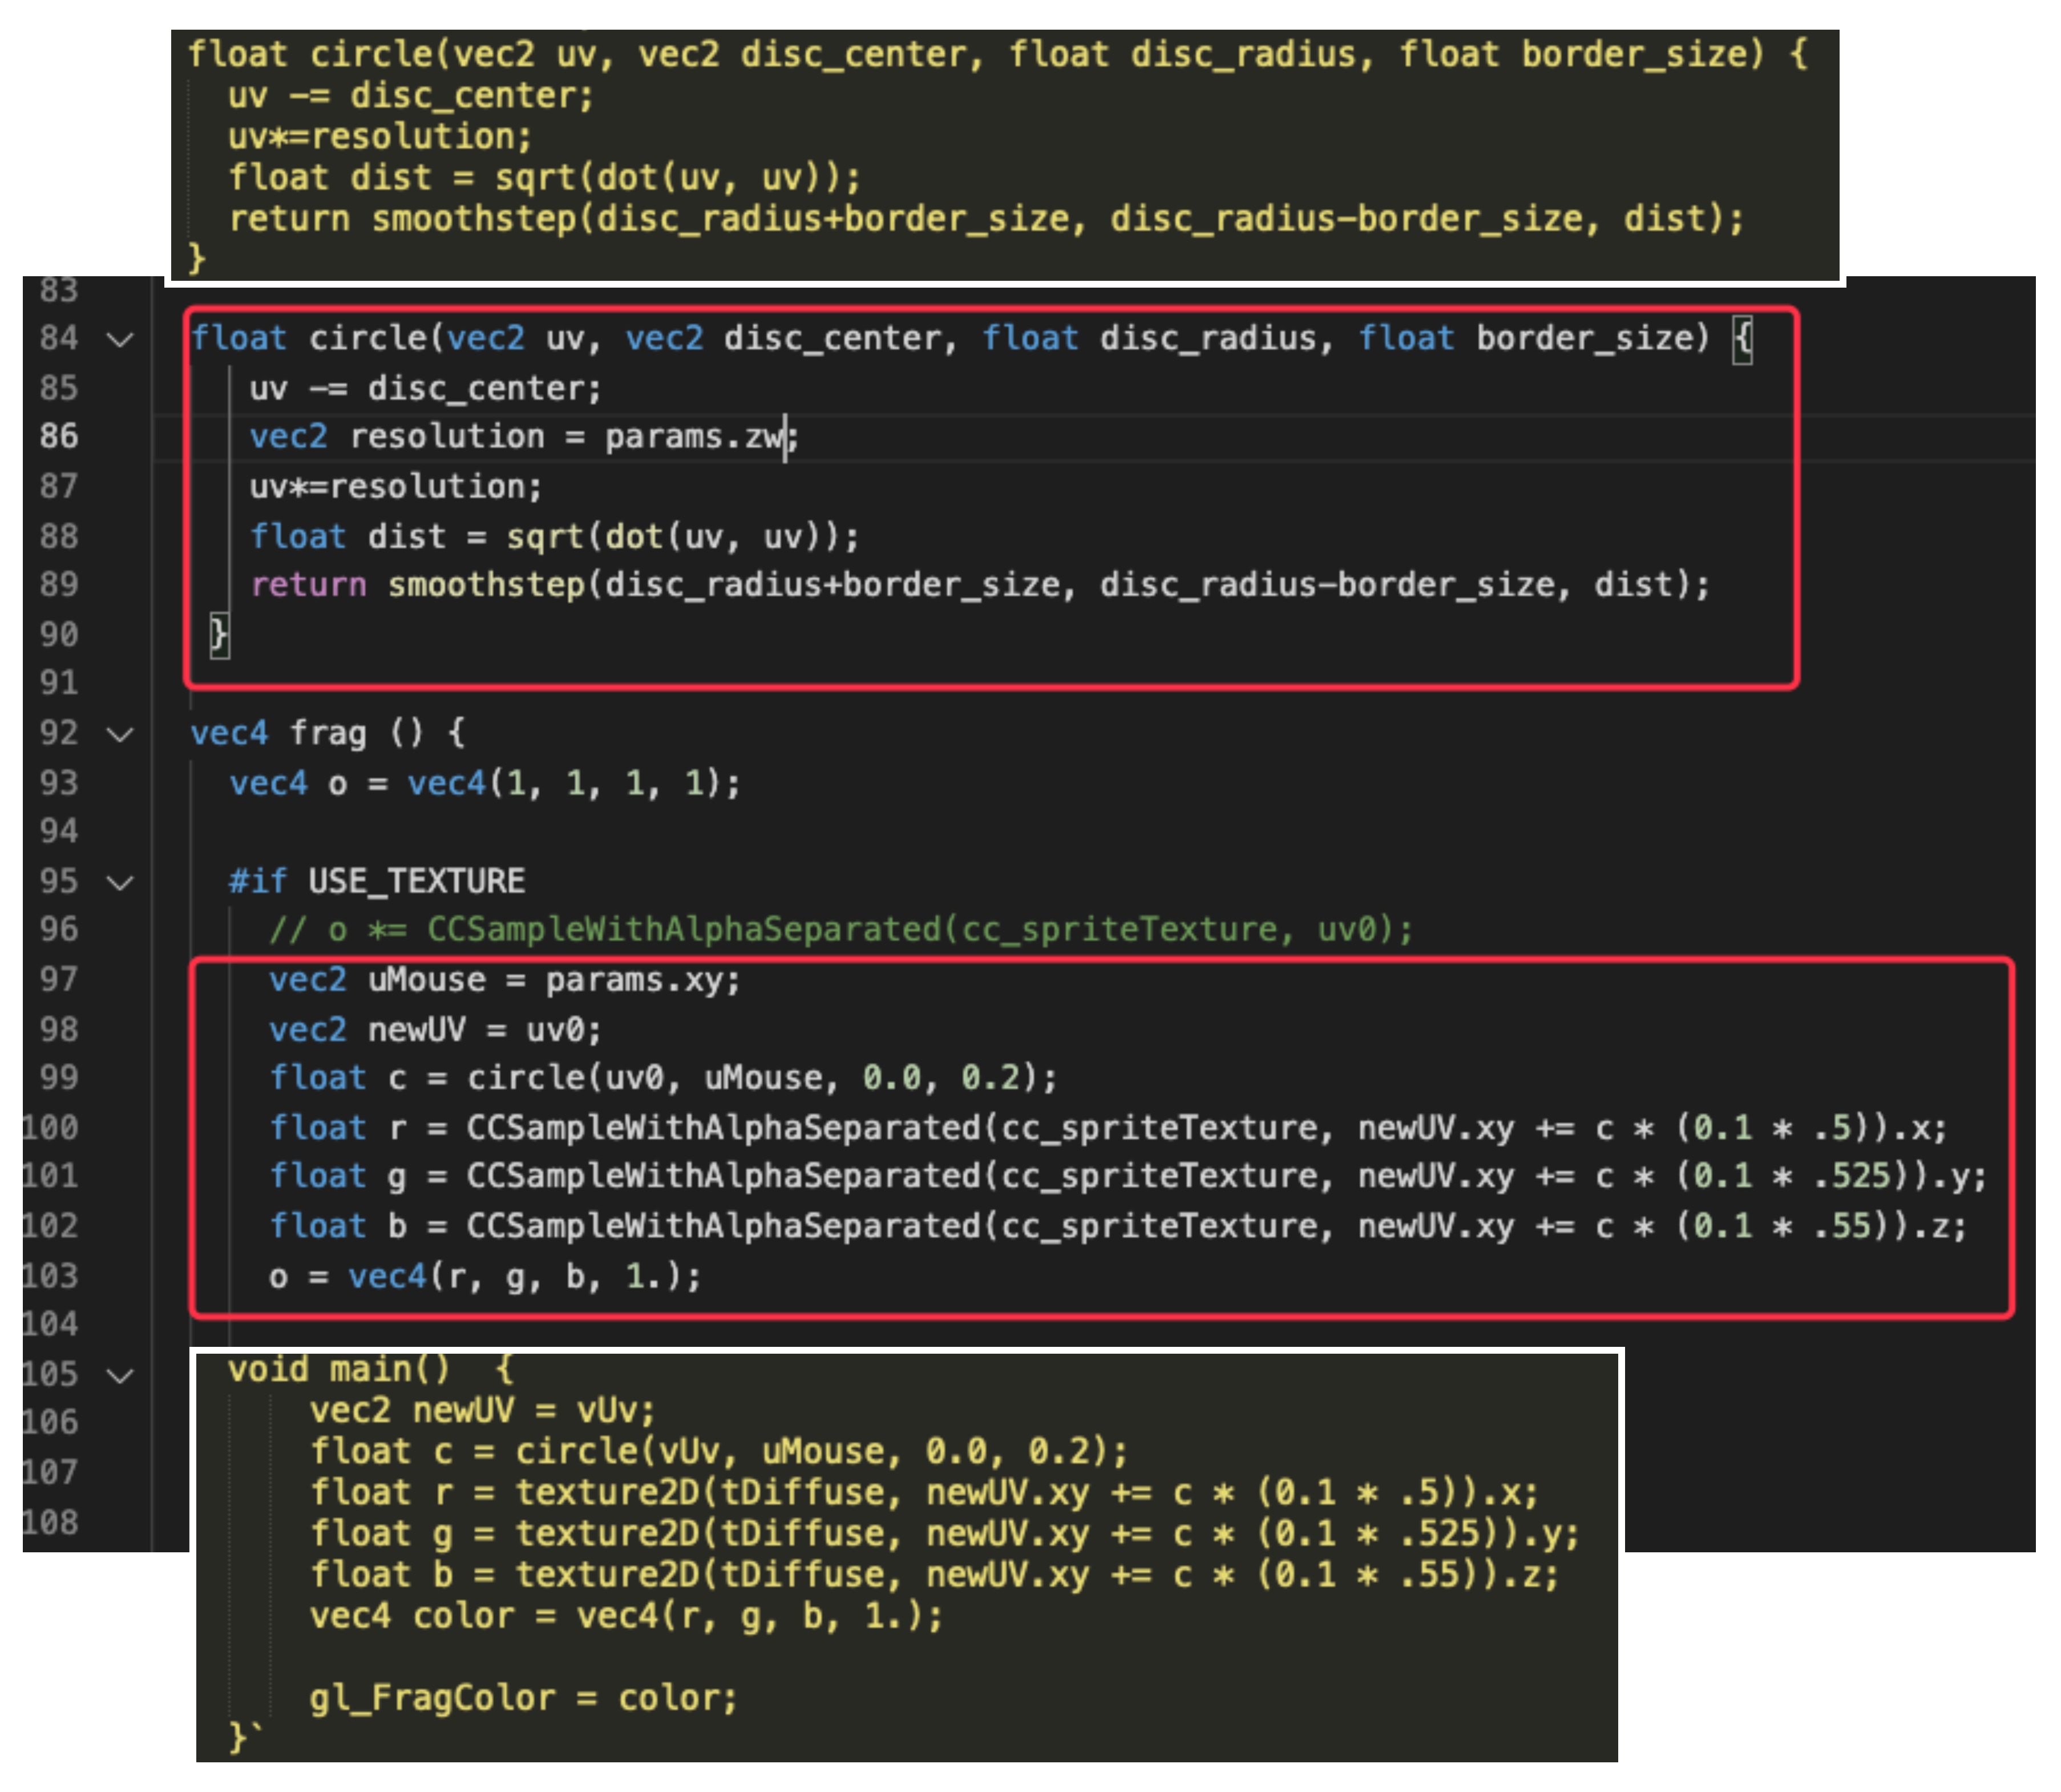 float circle(vec2 uv, vec2 disc_center, float disc_radius, float border_size) {
  uv -= disc_center;
  uv*=resolution;
  float dist = sqrt(dot(uv, uv));
  return smoothstep(disc_radius+border_size, disc_radius-border_size, dist);
}
83
84 float circle(vec2 uv, vec2 disc_center, float disc_radius, float border_size) {
85 uv -= disc_center;
86 vec2 resolution = params.zw;
87 uv*=resolution;
88 float dist = sqrt(dot(uv, uv));
89 return smoothstep(disc_radius+border_size, disc_radius-border_size, dist);
90 }
91
92 vec4 frag () {
93 vec4 o = vec4(1, 1, 1, 1);
94
95 #if USE_TEXTURE
96 // o *= CCSampleWithAlphaSeparated(cc_spriteTexture, uv0);
97 vec2 uMouse = params.xy;
98 vec2 newUV = uv0;
99 float c = circle(uv0, uMouse, 0.0, 0.2);
100 float r = CCSampleWithAlphaSeparated(cc_spriteTexture, newUV.xy += c * (0.1 * .5)).x;
101 float g = CCSampleWithAlphaSeparated(cc_spriteTexture, newUV.xy += c * (0.1 * .525)).y;
102 float b = CCSampleWithAlphaSeparated(cc_spriteTexture, newUV.xy += c * (0.1 * .55)).z;
103 o = vec4(r, g, b, 1.);
104
105
106
107
108
void main()  {
    vec2 newUV = vUv;
    float c = circle(vUv, uMouse, 0.0, 0.2);
    float r = texture2D(tDiffuse, newUV.xy += c * (0.1 * .5)).x;
    float g = texture2D(tDiffuse, newUV.xy += c * (0.1 * .525)).y;
    float b = texture2D(tDiffuse, newUV.xy += c * (0.1 * .55)).z;
    vec4 color = vec4(r, g, b, 1.);
    gl_FragColor = color;
}`